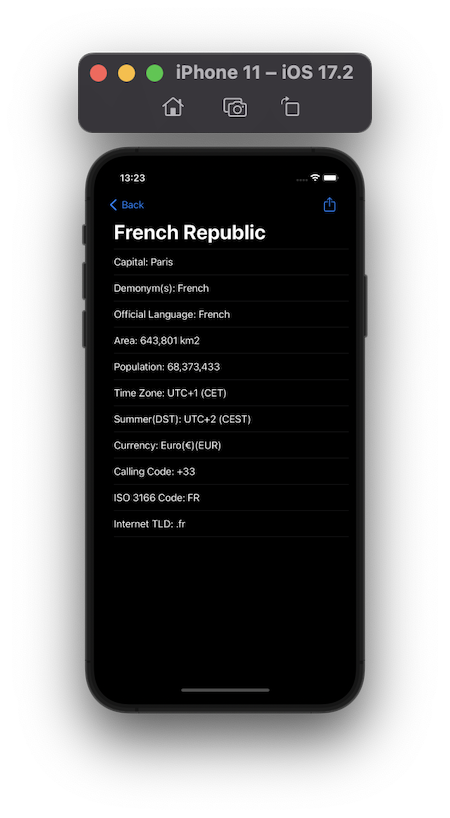 iPhone 11 – iOS 17.2
13:23
Back
French Republic
Capital: Paris
Demonym(s): French
Official Language: French
Area: 643,801 km2
Population: 68,373,433
Time Zone: UTC+1 (CET)
Summer(DST): UTC+2 (CEST)
Currency: Euro(€)(EUR)
Calling Code: +33
ISO 3166 Code: FR
Internet TLD: .fr